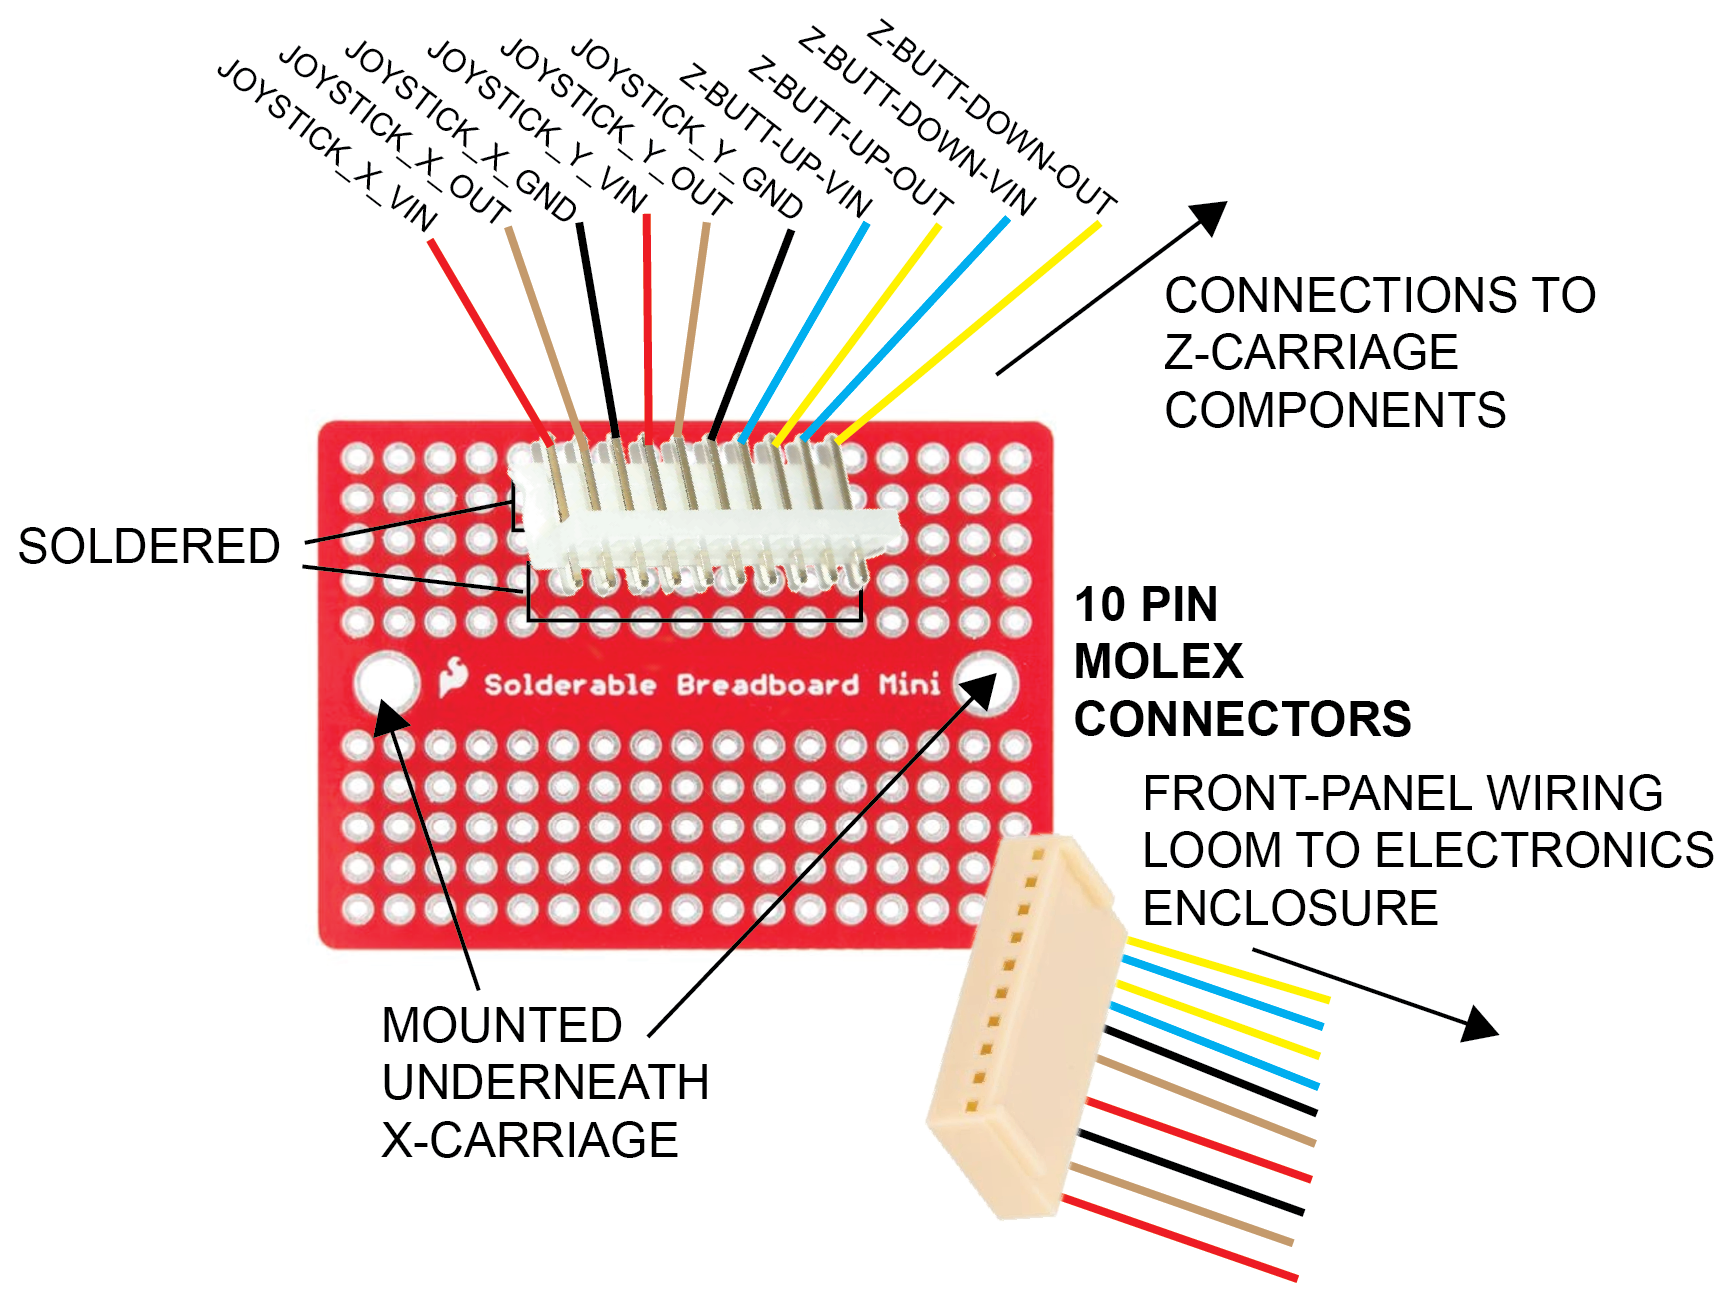 JOYSTICK_X_VIN
JOYSTICK_X_OUT
JOYSTICK_X_GND
JOYSTICK_Y_VIN
JOYSTICK_Y_OUT
JOYSTICK_Y_GND
Z-BUTT-UP-VIN
Z-BUTT-UP-OUT
Z-BUTT-DOWN-VIN
Z-BUTT-DOWN-OUT
CONNECTIONS TO
Z-CARRIAGE
COMPONENTS
SOLDERED
10 PIN
MOLEX
CONNECTORS
Solderable Breadboard Mini
FRONT-PANEL WIRING
LOOM TO ELECTRONICS
ENCLOSURE
MOUNTED
UNDERNEATH
X-CARRIAGE